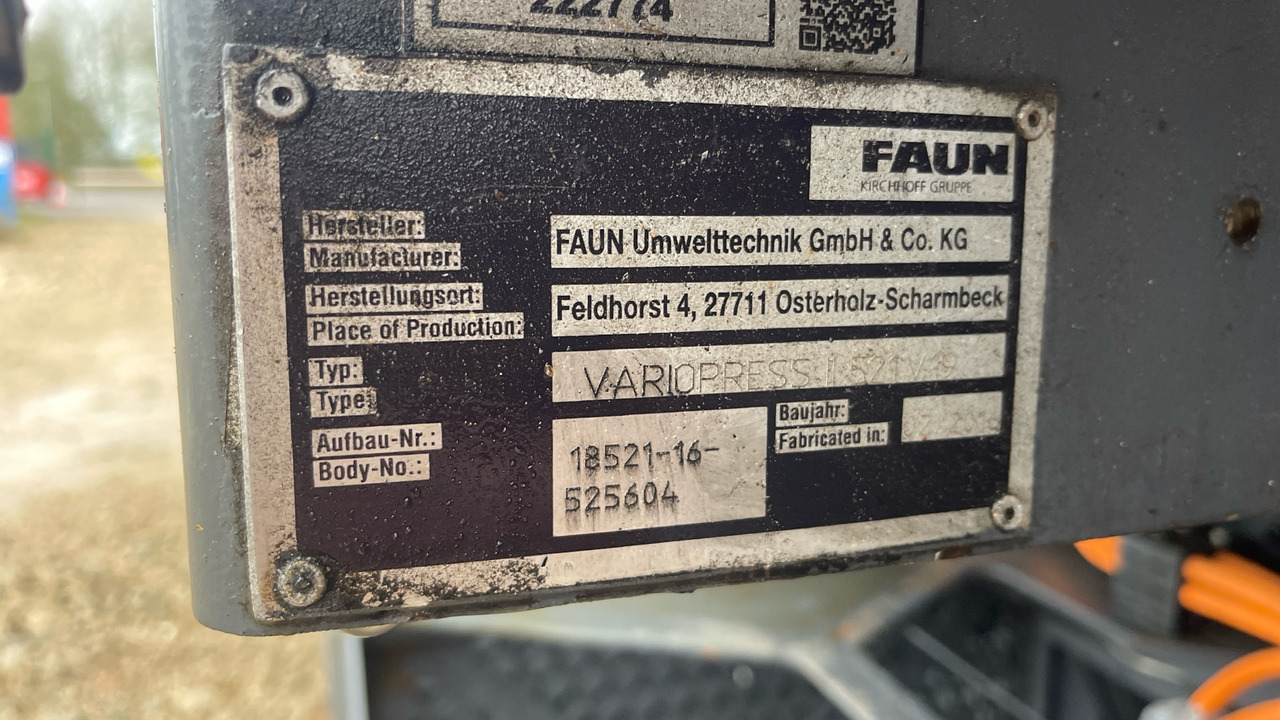 222774
FAUN
KIRCHHOFF GRUPPE
Hersteller:
Manufacturer:
FAUN Umwelttechnik GmbH & Co. KG
Herstellungsort:
Place of Production:
Feldhorst 4, 27711 Osterholz-Scharmbeck
Typ:
Type:
VARIOPRESS
Aufbau-Nr.:
Body-No.:
18521-16-
525604
Baujahr:
Fabricated in: